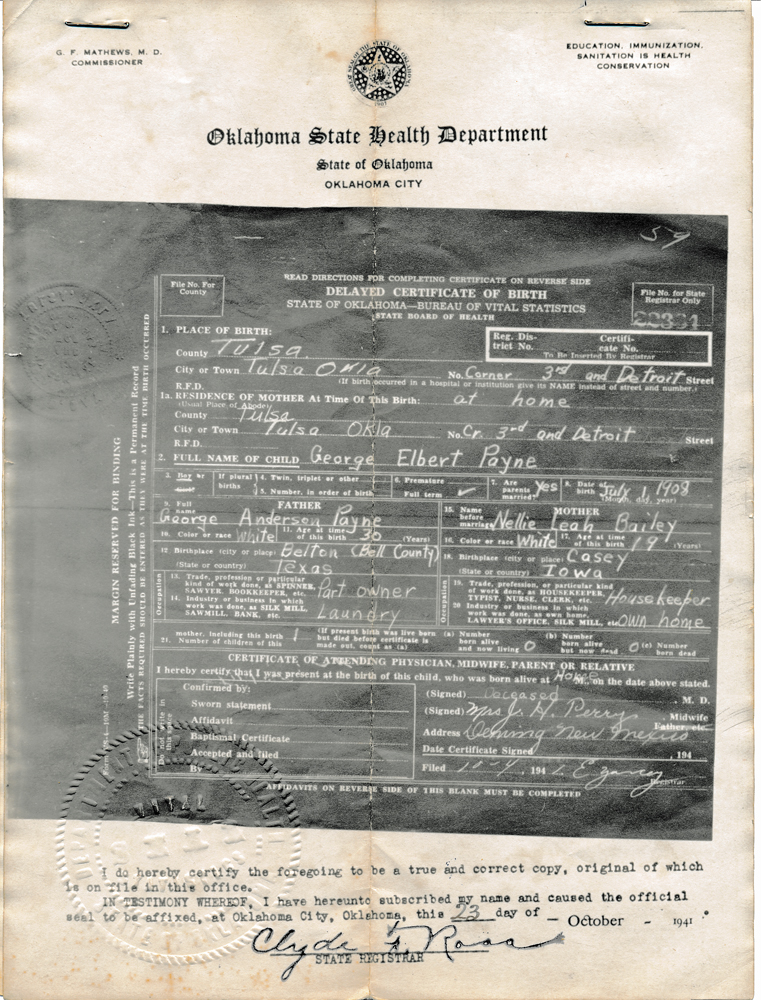 G. F. MATHEWS, M. D.
COMMISSIONER
EDUCATION, IMMUNIZATION,
SANITATION IS HEALTH
CONSERVATION
Oklahoma State Health Department
State of Oklahoma
OKLAHOMA CITY
59
READ DIRECTIONS FOR COMPLETING CERTIFICATE ON REVERSE SIDE
File No. For
County
DELAYED CERTIFICATE OF BIRTH
STATE OF OKLAHOMA—BUREAU OF VITAL STATISTICS
STATE BOARD OF HEALTH
File No. for State
Registrar Only
1. PLACE OF BIRTH:
County Tulsa
Reg. District No.
Certificate No.
To Be Inserted By Registrar
City or Town Tulsa Okla No. Corner 3rd and Detroit Street
R.F.D. (If birth occurred in a hospital or institution give its NAME instead of street and number.)
1a. RESIDENCE OF MOTHER At Time Of This Birth: at home
(Usual Place of Abode)
County Tulsa
City or Town Tulsa Okla No. Cr. 3rd and Detroit Street
R.F.D.
2. FULL NAME OF CHILD George Elbert Payne
3. Boy or
If plural births
4. Twin, triplet or other
5. Number, in order of birth
6. Premature
Full term ✓
7. Are parents married? Yes
8. Date of birth July 1, 1908
(Month, day, year)
9. Full name FATHER
George Anderson Payne
15. Name before marriage MOTHER
Nellie Leah Bailey
10. Color or race White 11. Age at time of this birth 30 (Years)
16. Color or race White 17. Age at time of this birth 19 (Years)
12 Birthplace (city or place) Belton (Bell County)
(State or country) Texas
18. Birthplace (city or place) Casey
(State or country) Iowa
Occupation
13. Trade, profession or particular
kind of work done, as SPINNER,
SAWYER, BOOKKEEPER, etc. Part owner
14. Industry or business in which
work was done, as SILK MILL,
SAWMILL, BANK, etc. Laundry
Occupation
19. Trade, profession, or particular kind
of work done, as HOUSEKEEPER,
TYPIST, NURSE, CLERK, etc. Housekeeper
20 Industry or business in which
work was done, as own home,
LAWYER'S OFFICE, SILK MILL, etc. Own home
21. Number of children of this
mother, including this birth 1
(If present birth was live born
but died before certificate is
made out, count as (a)
(a) Number
born alive
and now living 0
(b) Number
born alive
but now dead 0
(c) Number
born dead
CERTIFICATE OF ATTENDING PHYSICIAN, MIDWIFE, PARENT OR RELATIVE
I hereby certify that I was present at the birth of this child, who was born alive at M., on the date above stated.
Confirmed by:
Sworn statement
Affidavit
Baptismal Certificate
Accepted and filed
By
(Signed) Deceased M. D.
(Signed) Mrs. J. H. Perry Midwife
Father, etc.
Address Deming New Mexico
Date Certificate Signed , 194
Filed 10-9, 194 1 Registrar
AFFIDAVITS ON REVERSE SIDE OF THIS BLANK MUST BE COMPLETED
MARGIN RESERVED FOR BINDING
Write Plainly with Unfading Black Ink—This is a Permanent Record
THE FACTS REQUIRED SHOULD BE ENTERED AS THEY WERE AT THE TIME BIRTH OCCURRED
Do not write in this space
I do hereby certify the foregoing to be a true and correct copy, original of which
is on file in this office.
IN TESTIMONY WHEREOF, I have hereunto subscribed my name and caused the official
seal to be affixed, at Oklahoma City, Oklahoma, this 23 day of — October - 1941
Clyde F. Ross
STATE REGISTRAR